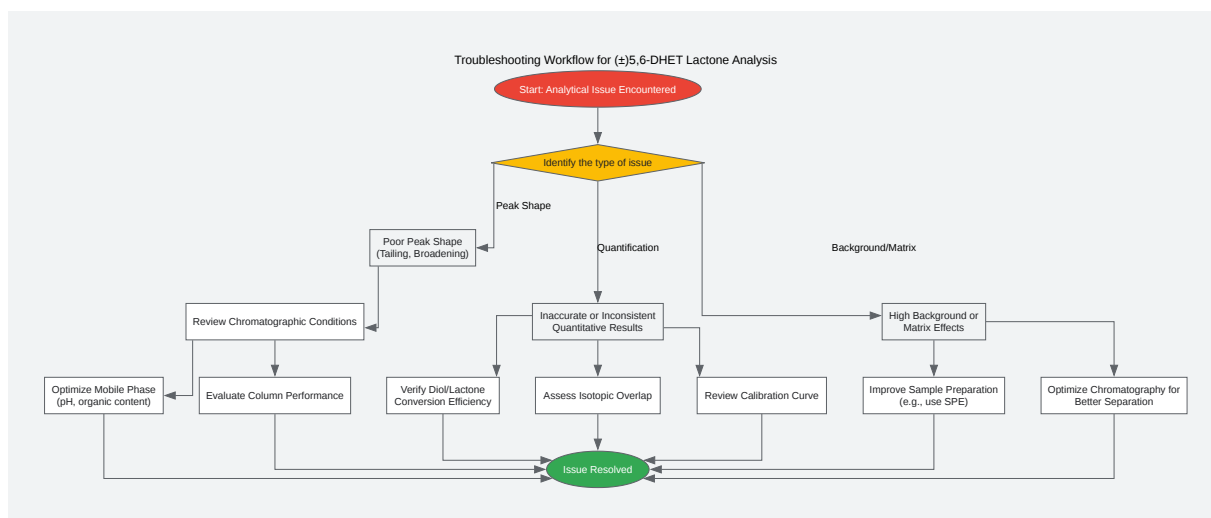 Troubleshooting Workflow for (±)5,6-DHET Lactone Analysis
Start: Analytical Issue Encountered
Identify the type of issue
Peak Shape
Poor Peak Shape
(Tailing, Broadening)
Quantification
Background/Matrix
Review Chromatographic Conditions
Inaccurate or Inconsistent
Quantitative Results
High Background or
Matrix Effects
Optimize Mobile Phase
(pH, organic content)
Evaluate Column Performance
Verify Diol/Lactone
Conversion Efficiency
Assess Isotopic Overlap
Review Calibration Curve
Improve Sample Preparation
(e.g., use SPE)
Optimize Chromatography for
Better Separation
Issue Resolved